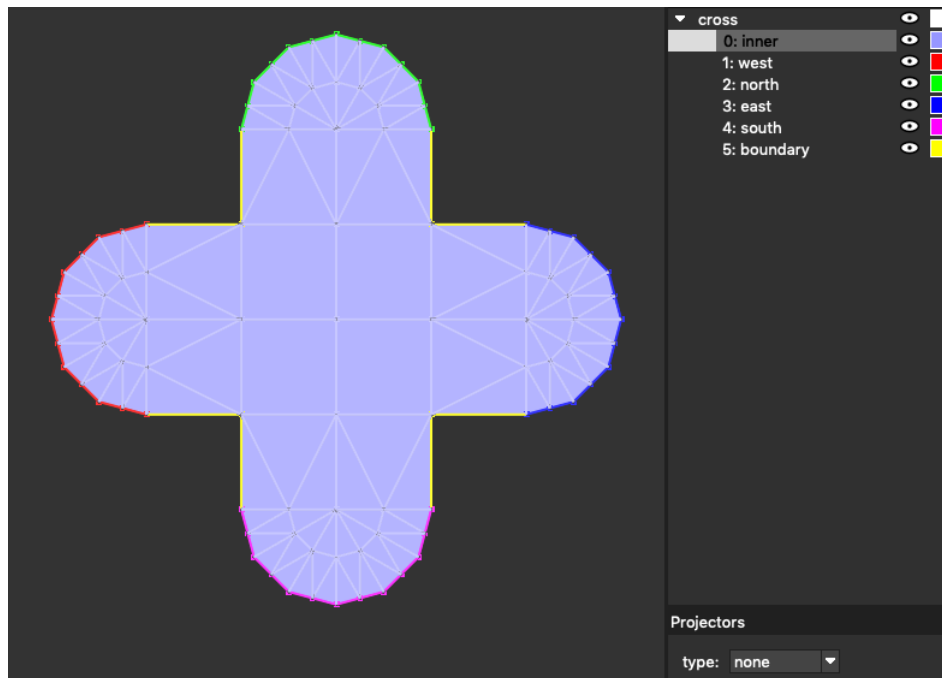 cross
0: inner
1: west
2: north
3: east
4: south
5: boundary
Projectors
type: none